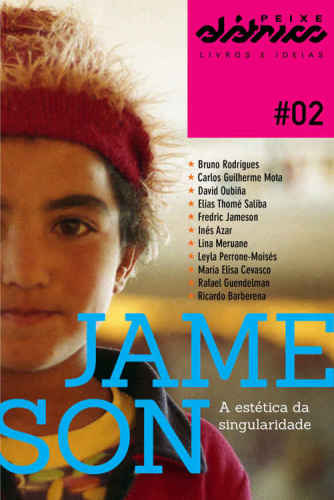 PEIXE
elétrico
LIVROS E IDEIAS
#02
★ Bruno Rodrigues
★ Carlos Guilherme Mota
★ David Oubiña
★ Elias Thomé Saliba
★ Fredric Jameson
★ Inés Azar
★ Lina Meruane
★ Leyla Perrone-Moisés
★ Maria Elisa Cevasco
★ Rafael Guendelman
★ Ricardo Barberena
JAME
SON
A estética da
singularidade